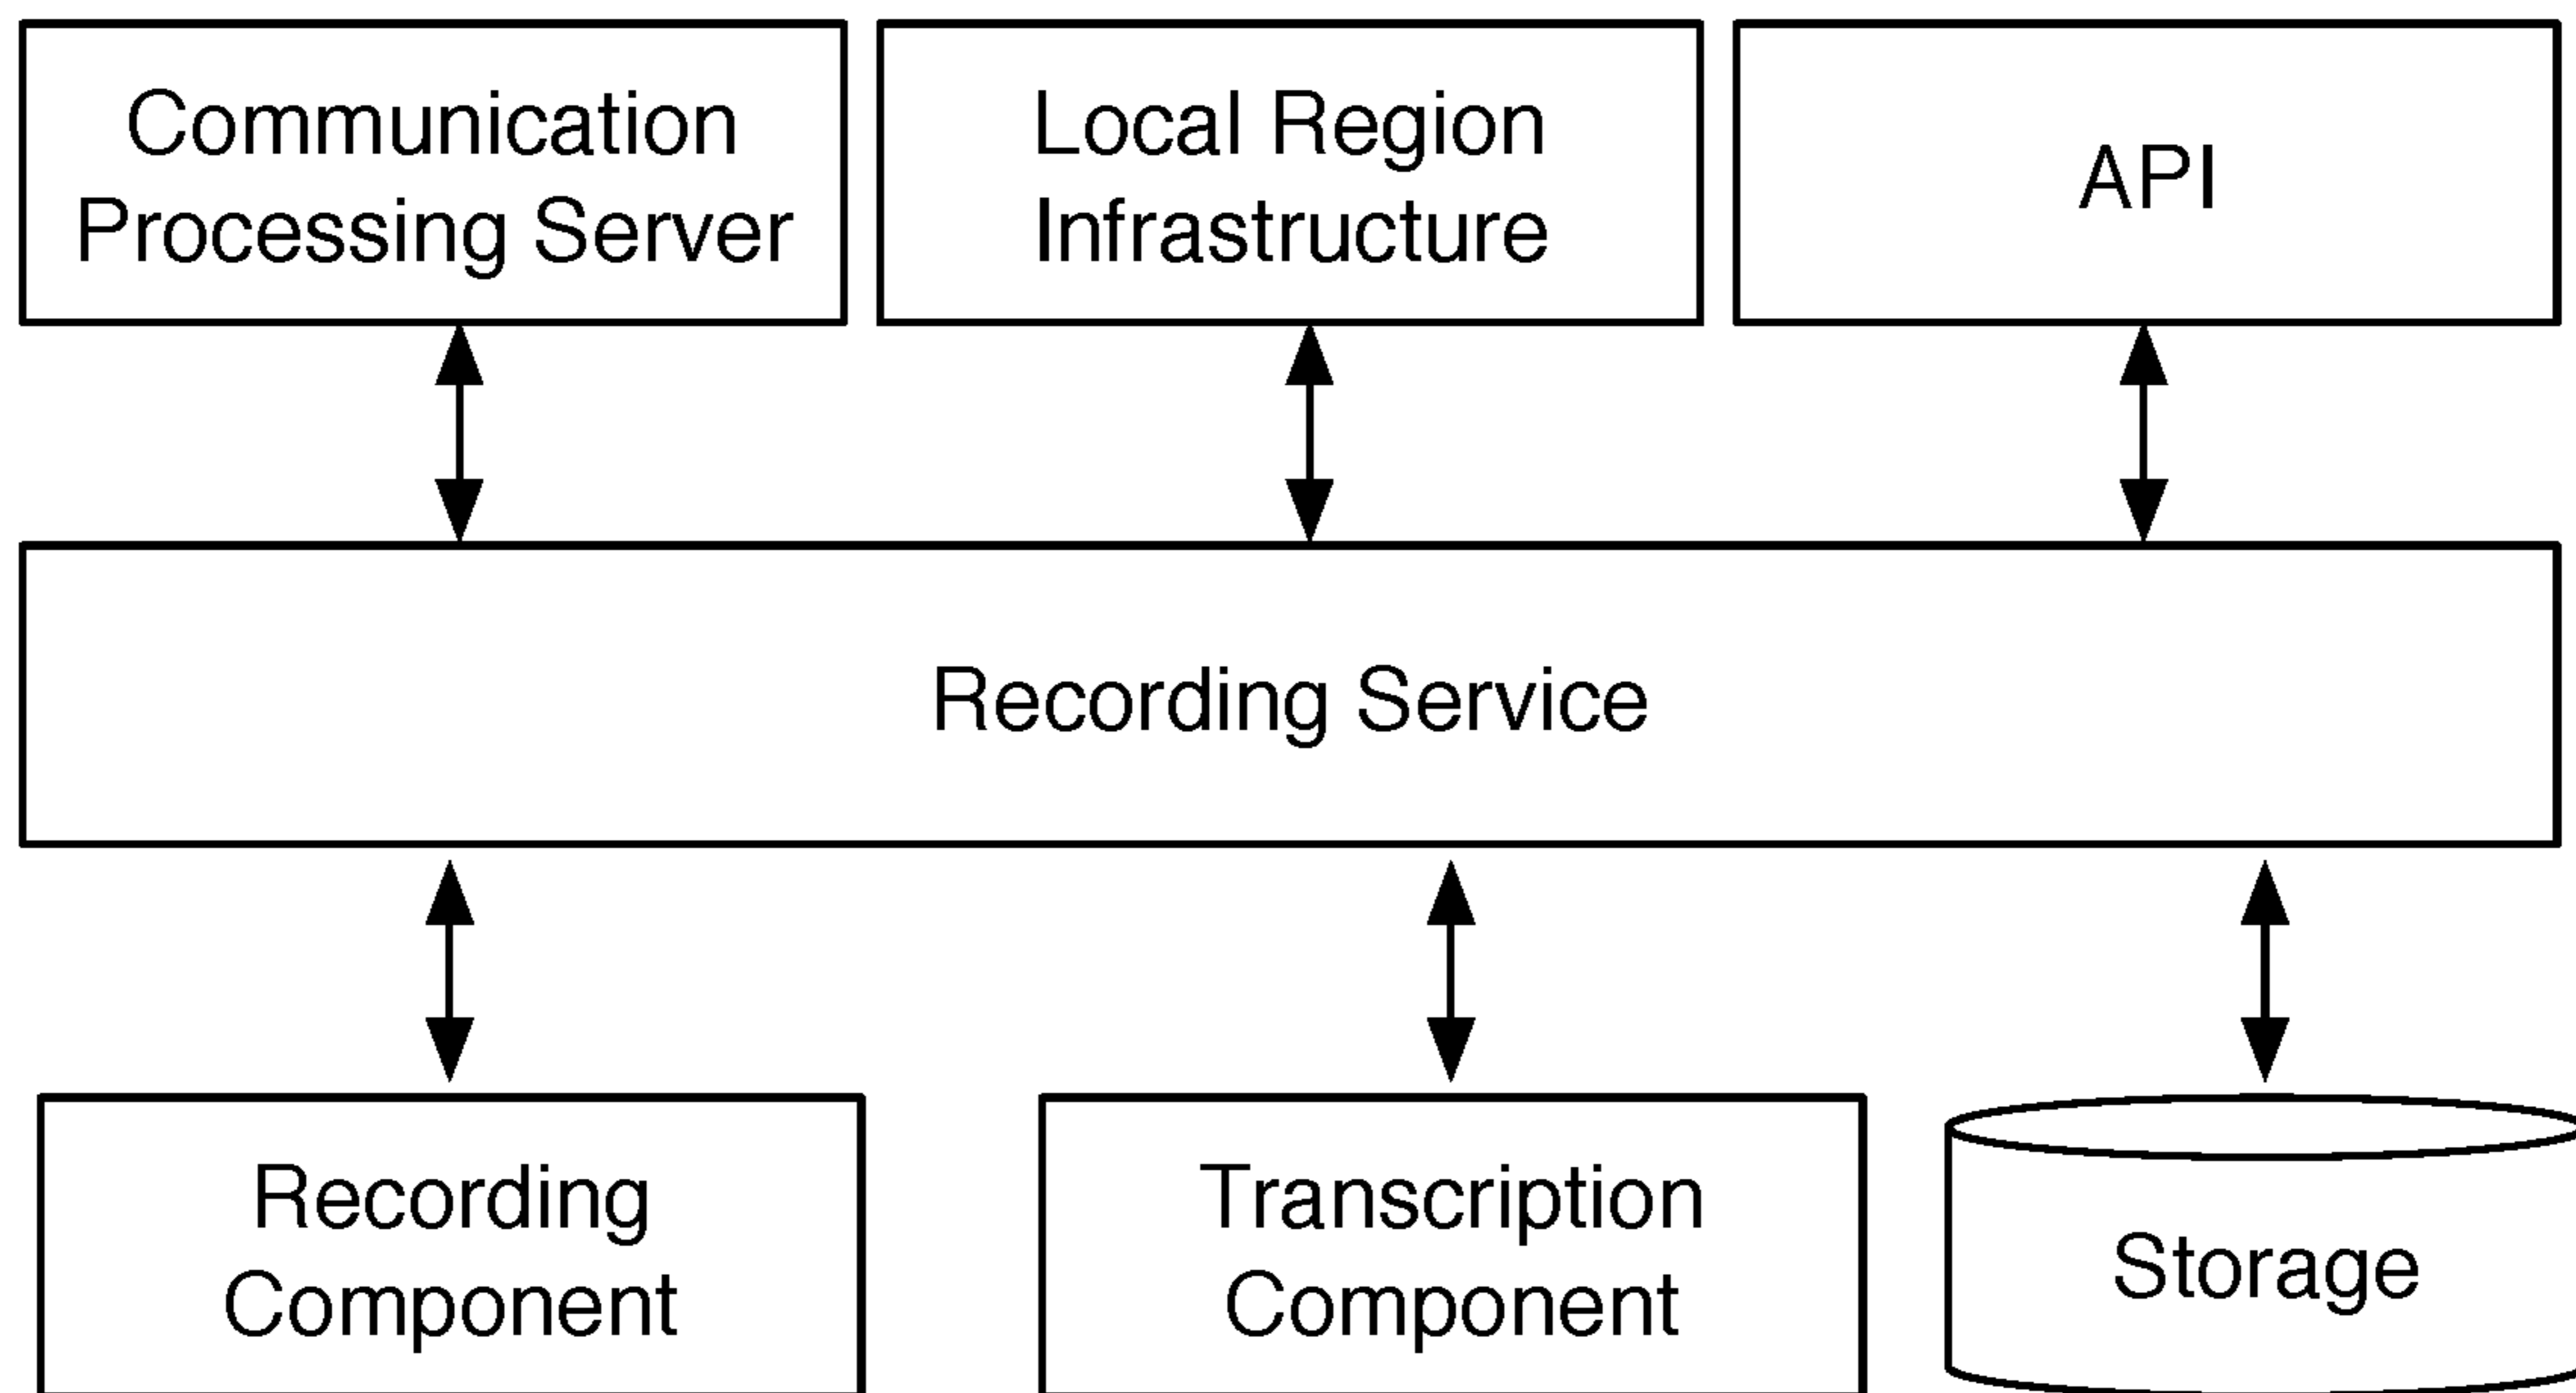 Communication
Processing Server
Local Region
Infrastructure
API
Recording Service
Recording
Component
Transcription
Component
Storage